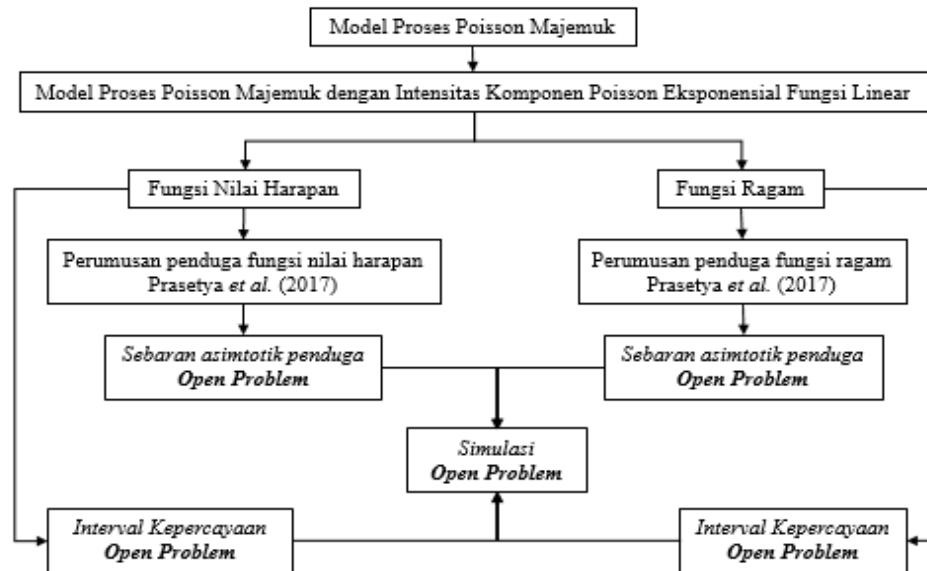 Model Proses Poisson Majemuk
Model Proses Poisson Majemuk dengan Intensitas Komponen Poisson Eksponensial Fungsi Linear
Fungsi Nilai Harapan
Fungsi Ragam
Perumusan penduga fungsi nilai harapan
Prasetya et al. (2017)
Perumusan penduga fungsi ragam
Prasetya et al. (2017)
Sebaran asimtotik penduga
Open Problem
Sebaran asimtotik penduga
Open Problem
Simulasi
Open Problem
Interval Kepercayaan
Open Problem
Interval Kepercayaan
Open Problem